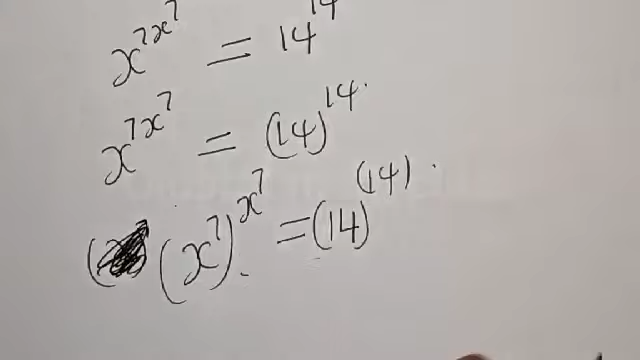 x^{7x^7} = 14^{14}
x^{7x^7} = (14)^{14}.
( (x^7)^{x^7} = (14)^{(14)}.